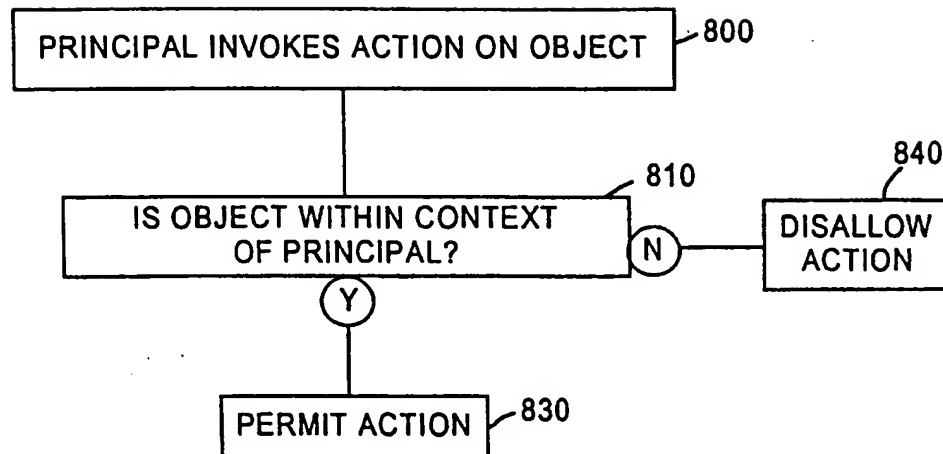 PRINCIPAL INVOKES ACTION ON OBJECT
800
810
IS OBJECT WITHIN CONTEXT
OF PRINCIPAL?
N
840
DISALLOW
ACTION
Y
PERMIT ACTION
830